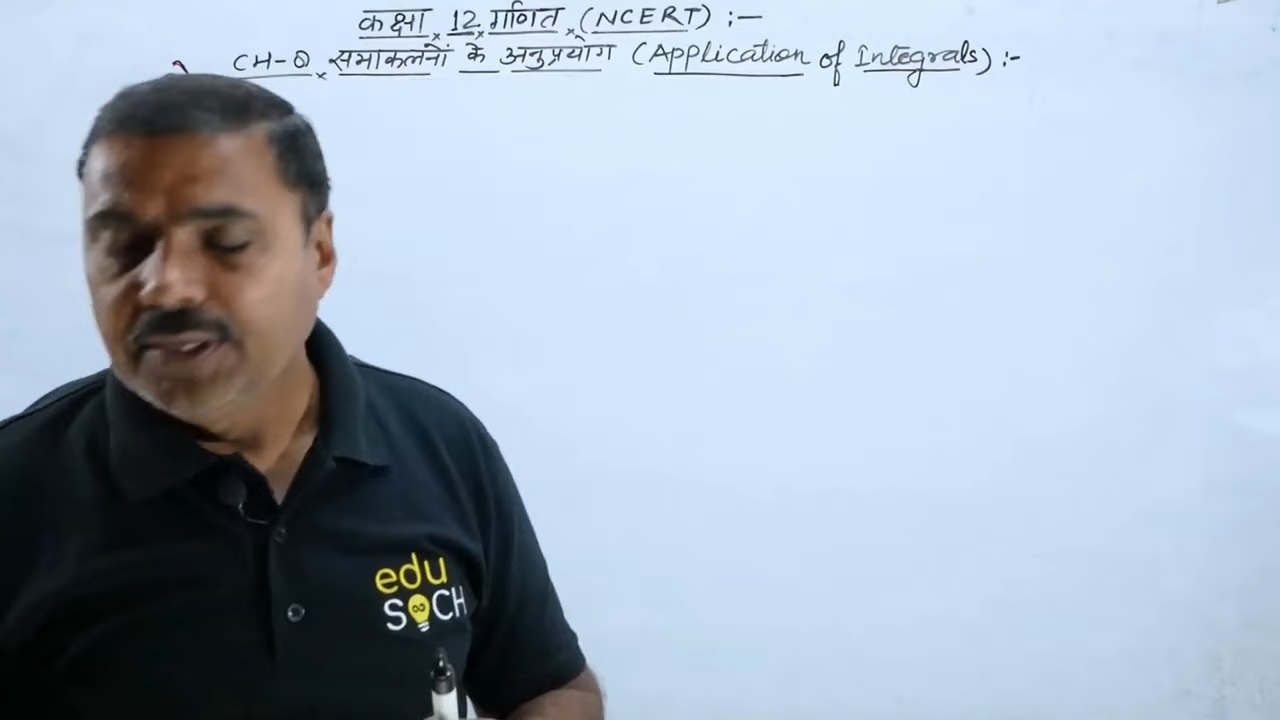 कक्षा 12 गणित (NCERT) :-
CH-8 समाकलनों के अनुप्रयोग (Application of Integrals) :-
edu
SOCH